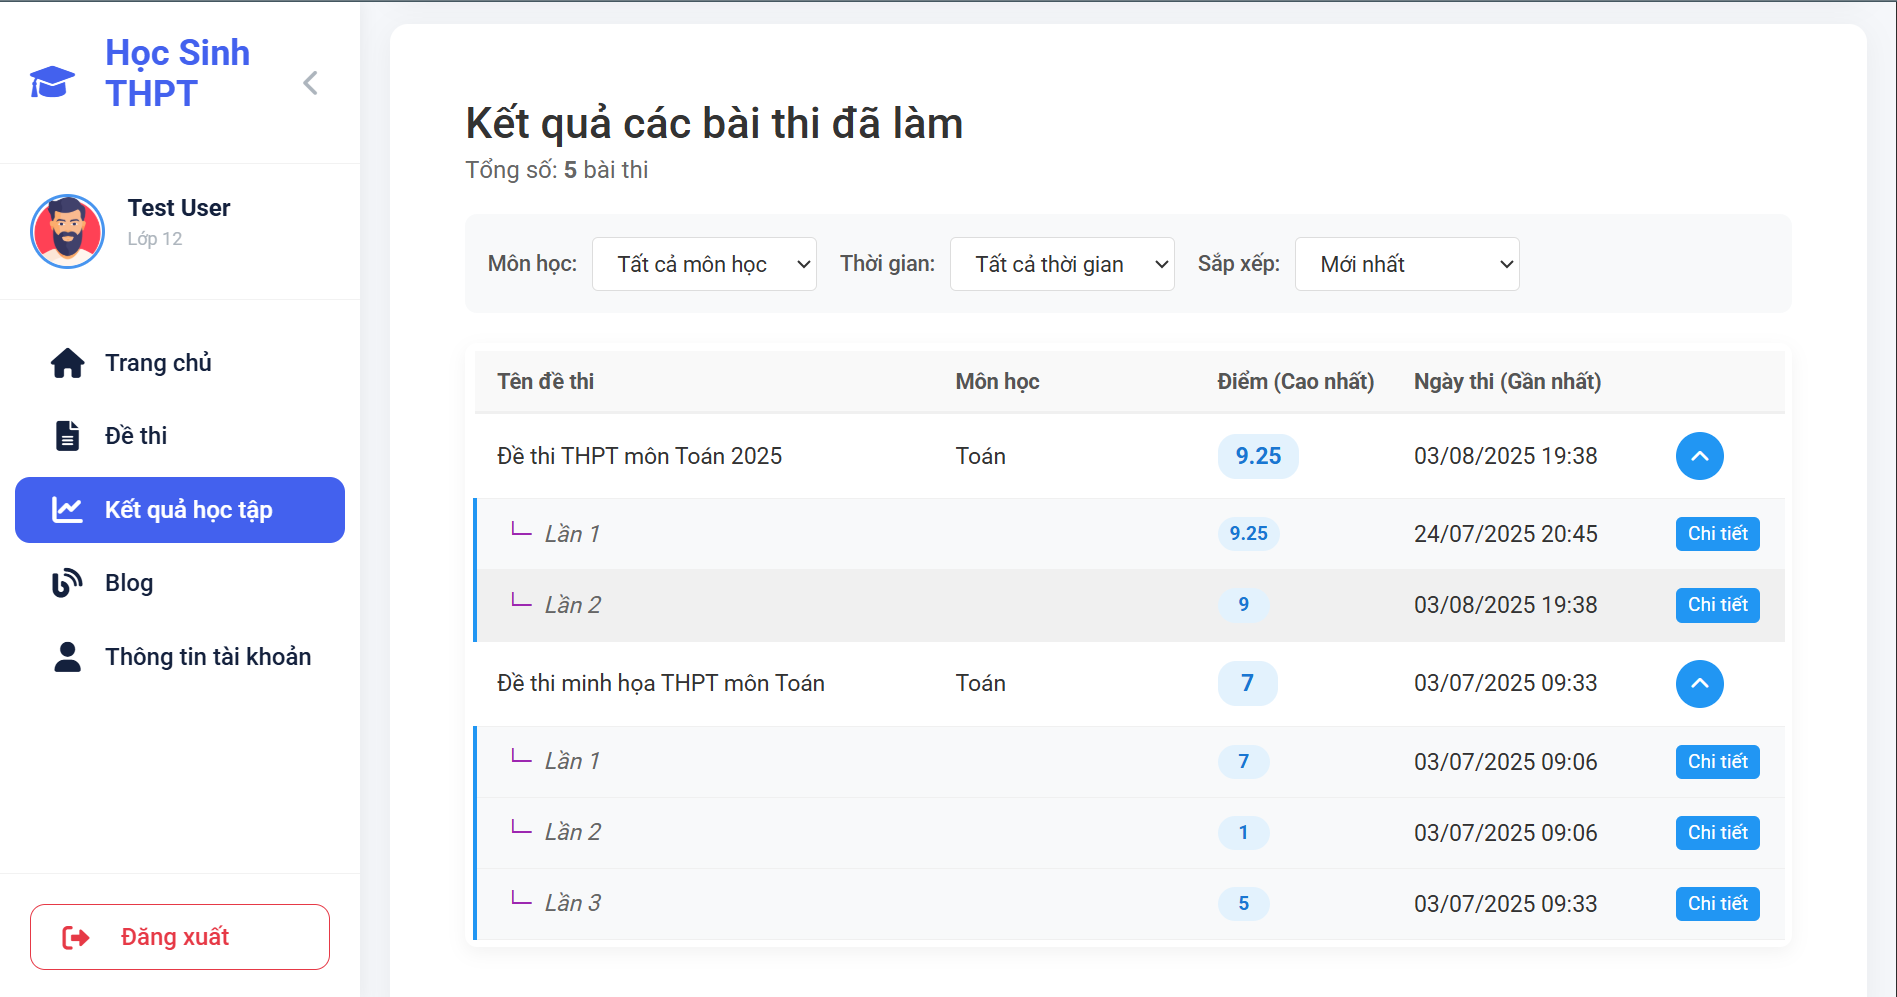 Học Sinh
THPT
Test User
Lớp 12
Trang chủ
Đề thi
Kết quả học tập
Blog
Thông tin tài khoản
Đăng xuất
Kết quả các bài thi đã làm
Tổng số: 5 bài thi
Môn học: Tất cả môn học Thời gian: Tất cả thời gian Sắp xếp: Mới nhất
Tên đề thi Môn học Điểm (Cao nhất) Ngày thi (Gần nhất)
Đề thi THPT môn Toán 2025 Toán 9.25 03/08/2025 19:38
Lần 1 9.25 24/07/2025 20:45 Chi tiết
Lần 2 9 03/08/2025 19:38 Chi tiết
Đề thi minh họa THPT môn Toán Toán 7 03/07/2025 09:33
Lần 1 7 03/07/2025 09:06 Chi tiết
Lần 2 1 03/07/2025 09:06 Chi tiết
Lần 3 5 03/07/2025 09:33 Chi tiết